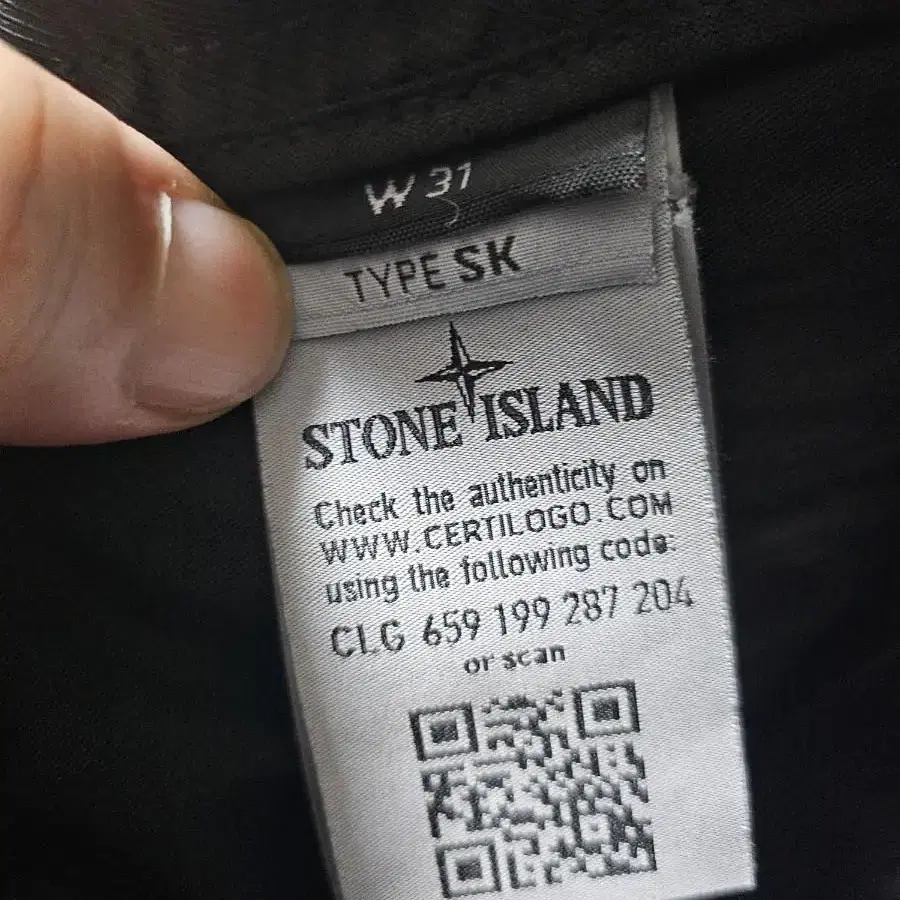 W 31
TYPE SK
STONE ISLAND
Check the authenticity on
WWW.CERTILOGO.COM
using the following code:
CLG 659 199 287 204
or scan